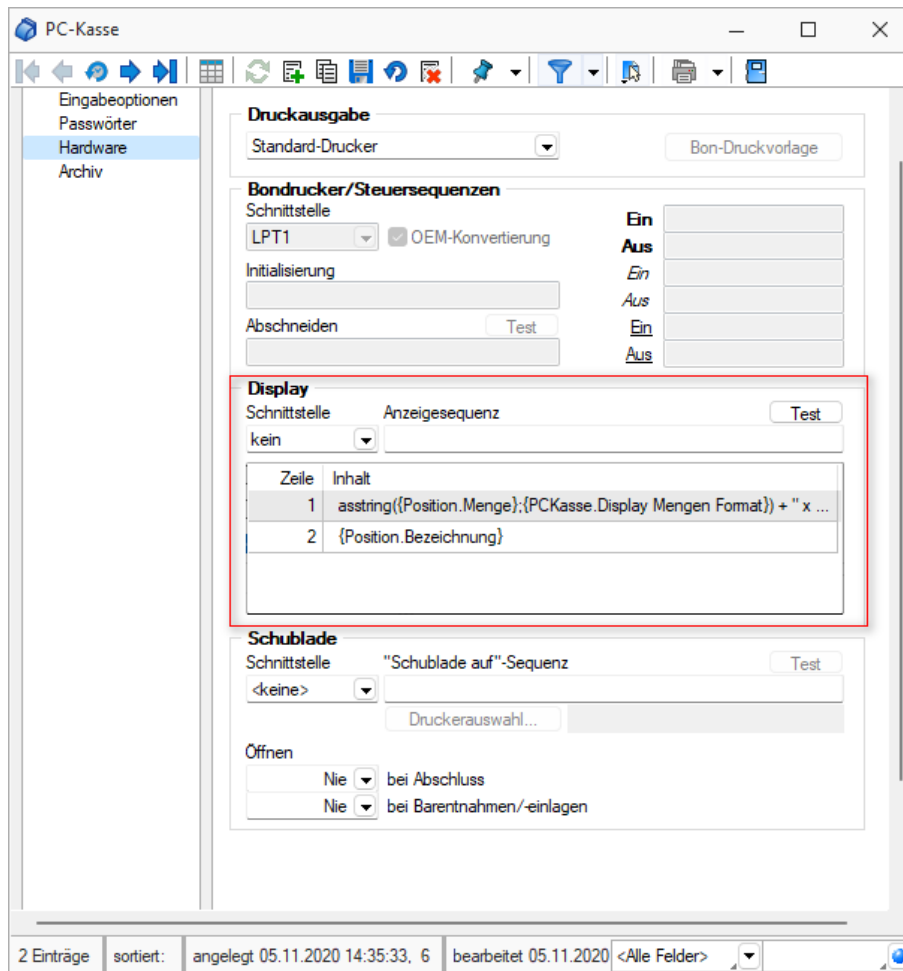 PC-Kasse
Eingabeoptionen
Passwörter
Hardware
Archiv
Druckausgabe
Standard-Drucker
Bon-Druckvorlage
Bondrucker/Steuersequenzen
Schnittstelle
LPT1
OEM-Konvertierung
Ein
Aus
Initialisierung
Ein
Aus
Abschneiden
Test
Ein
Aus
Display
Schnittstelle Anzeigesequenz Test
kein
Zeile Inhalt
1 asstring({Position.Menge};{PCKasse.Display Mengen Format}) + " x ...
2 {Position.Bezeichnung}
Schublade
Schnittstelle "Schublade auf"-Sequenz Test
<keine>
Druckerauswahl...
Öffnen
Nie bei Abschluss
Nie bei Barentnahmen/-einlagen
2 Einträge sortiert: angelegt 05.11.2020 14:35:33, 6 bearbeitet 05.11.2020 <Alle Felder>